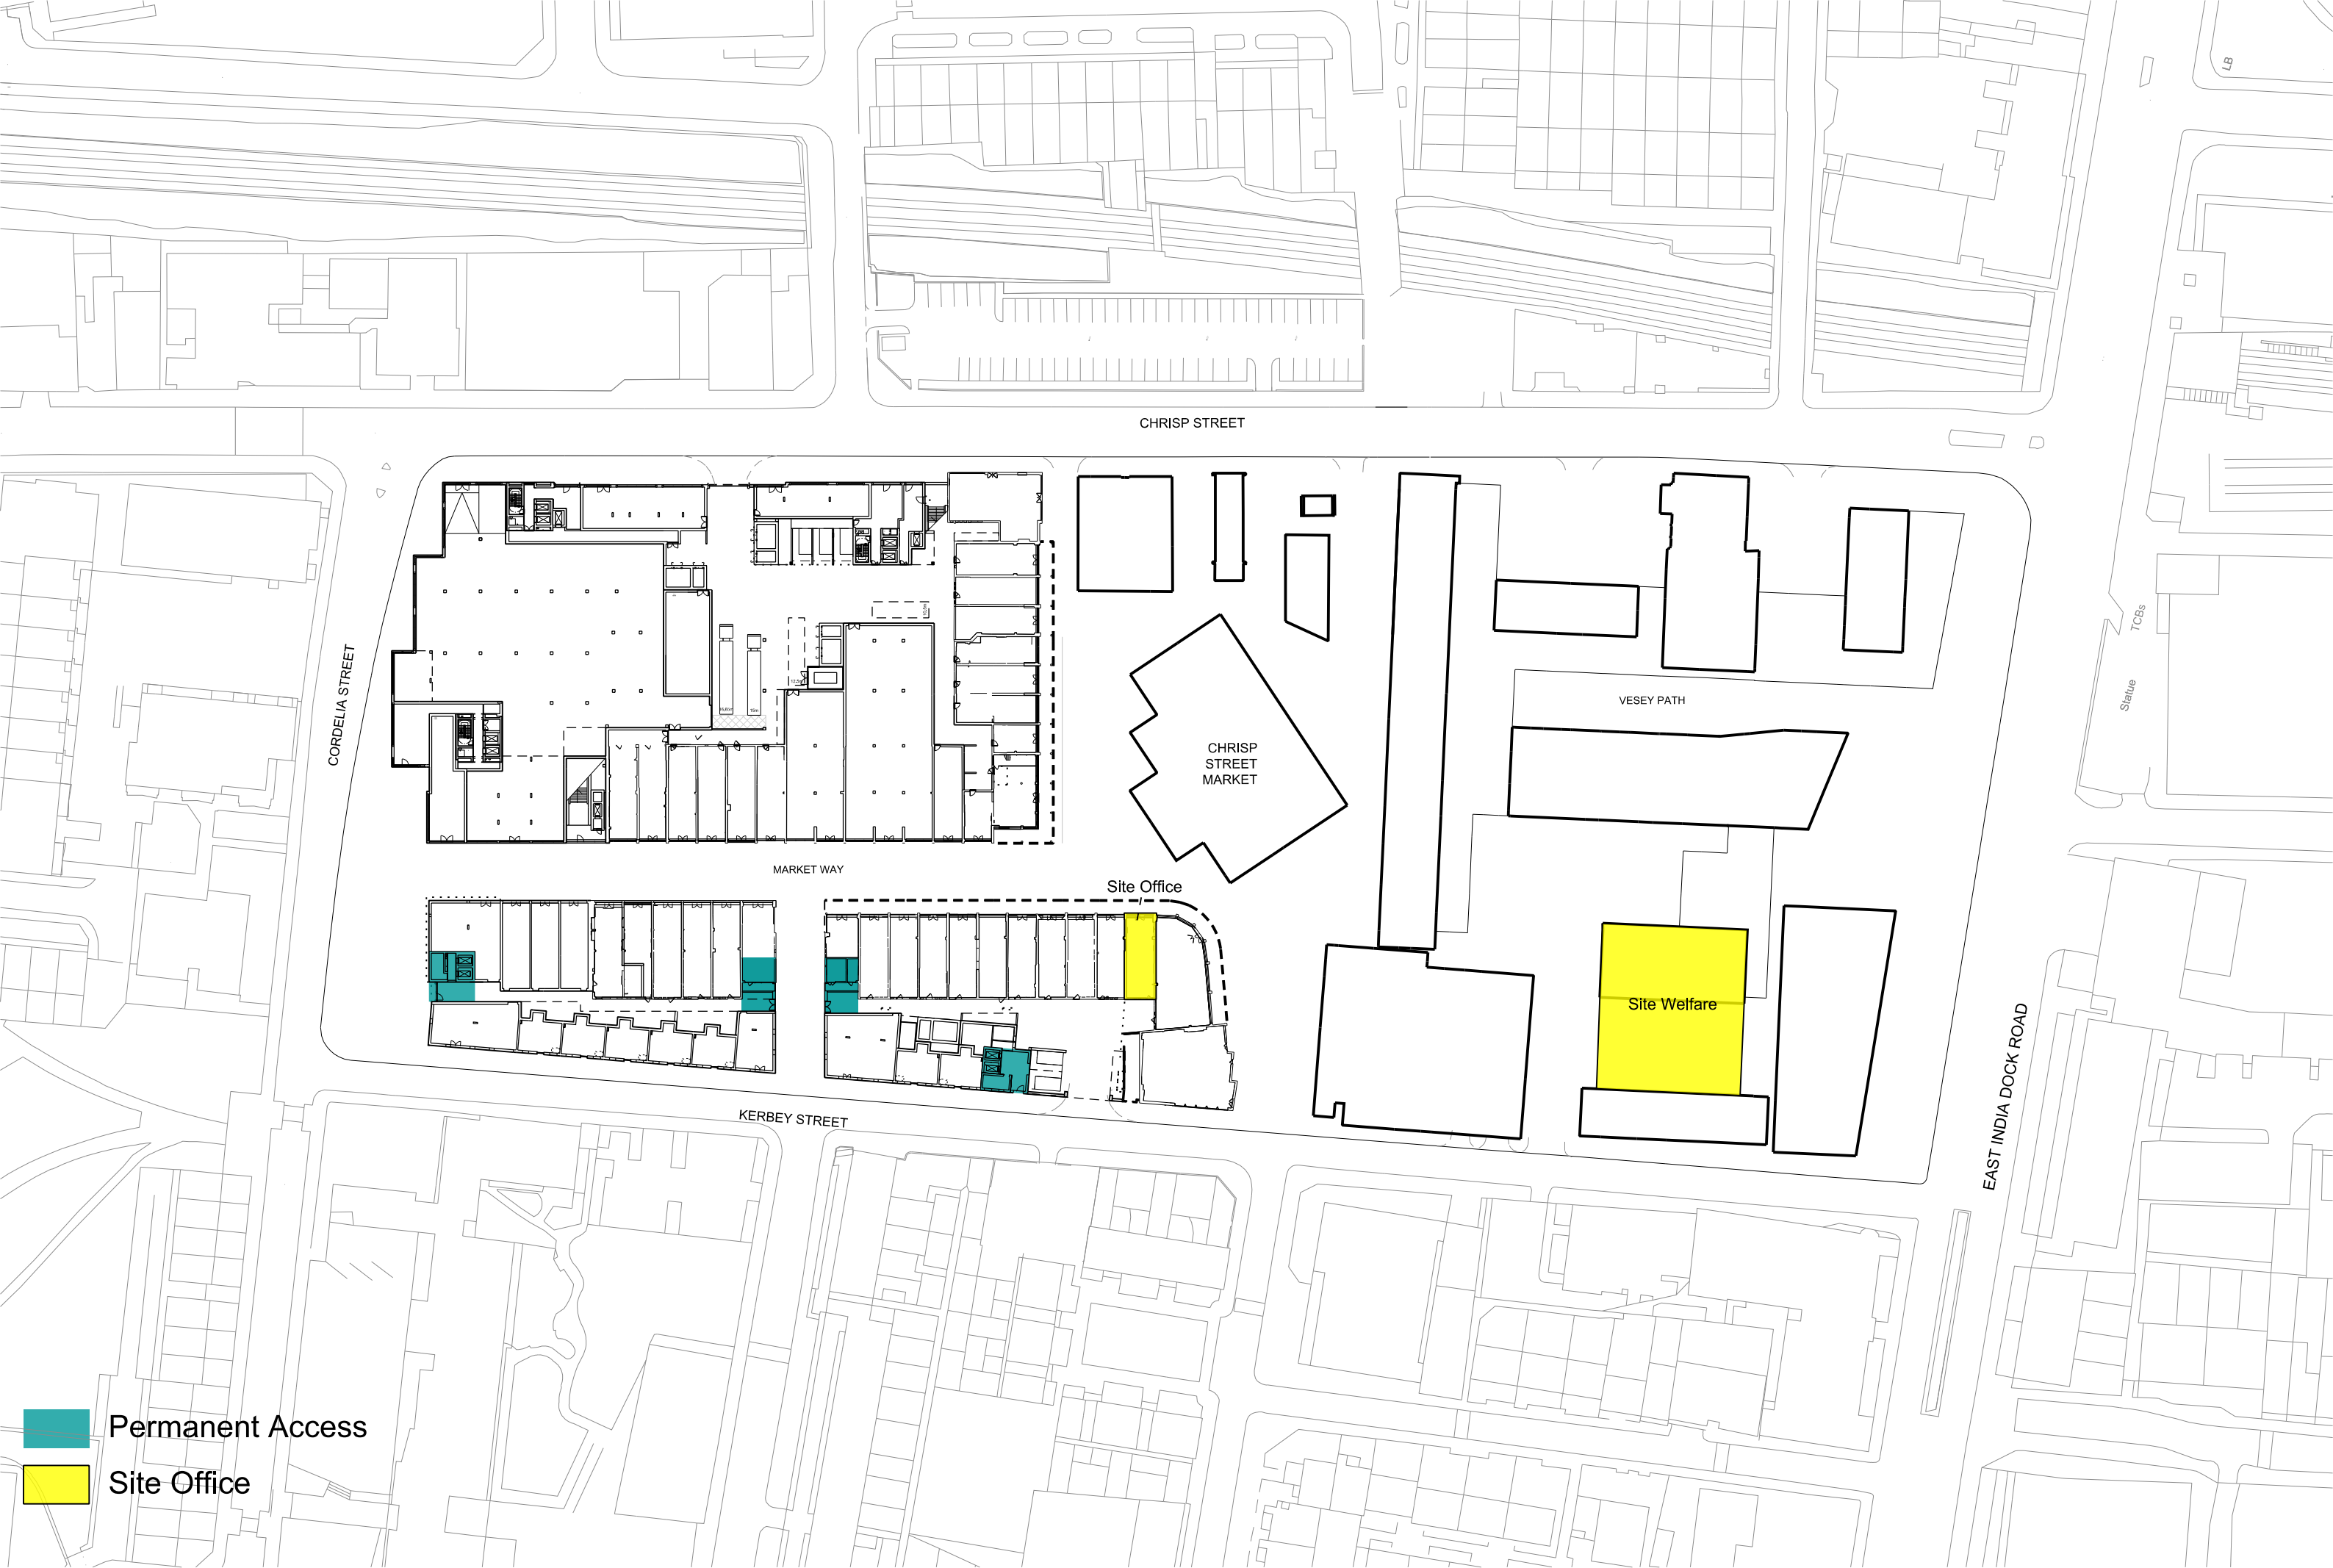 LB
CHRISP STREET
TCBs
Statue
CORDELIA STREET
VESEY PATH
CHRISP
STREET
MARKET
MARKET WAY
Site Office
Site Welfare
EAST INDIA DOCK ROAD
KERBEY STREET
Permanent Access
Site Office